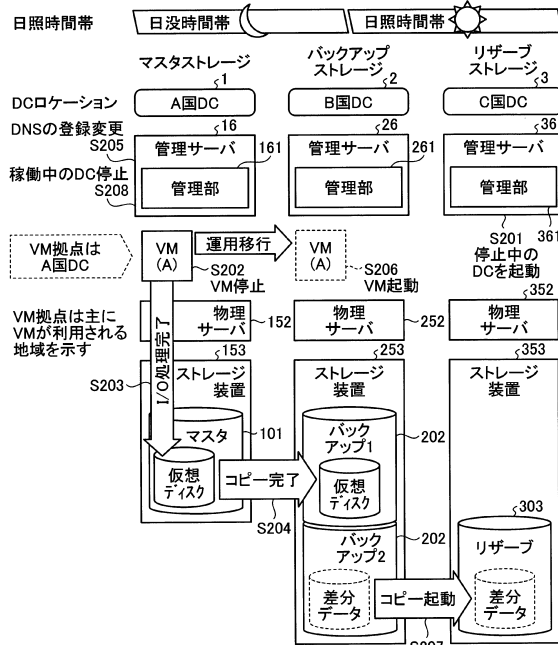 日照時間帯
日没時間帯
日照時間帯
マスタストレージ
バックアップ
ストレージ
リザーブ
ストレージ
1
2
3
DCロケーション
A国DC
B国DC
C国DC
DNSの登録変更
S205
16
26
36
管理サーバ
161
管理サーバ
261
管理サーバ
稼働中のDC停止
S208
管理部
管理部
管理部
361
S201
停止中の
DCを起動
VM拠点は
A国DC
VM
(A)
運用移行
VM
(A)
S202
VM停止
S206
VM起動
VM拠点は主に
VMが利用される
地域を示す
物理
サーバ
152
物理
サーバ
252
352
物理
サーバ
153
253
353
S203
I/O処理完了
ストレージ
装置
ストレージ
装置
ストレージ
装置
マスタ
101
仮想
ディスク
コピー完了
S204
バック
アップ1
202
仮想
ディスク
バック
アップ2
202
差分
データ
コピー起動
303
リザーブ
差分
データ